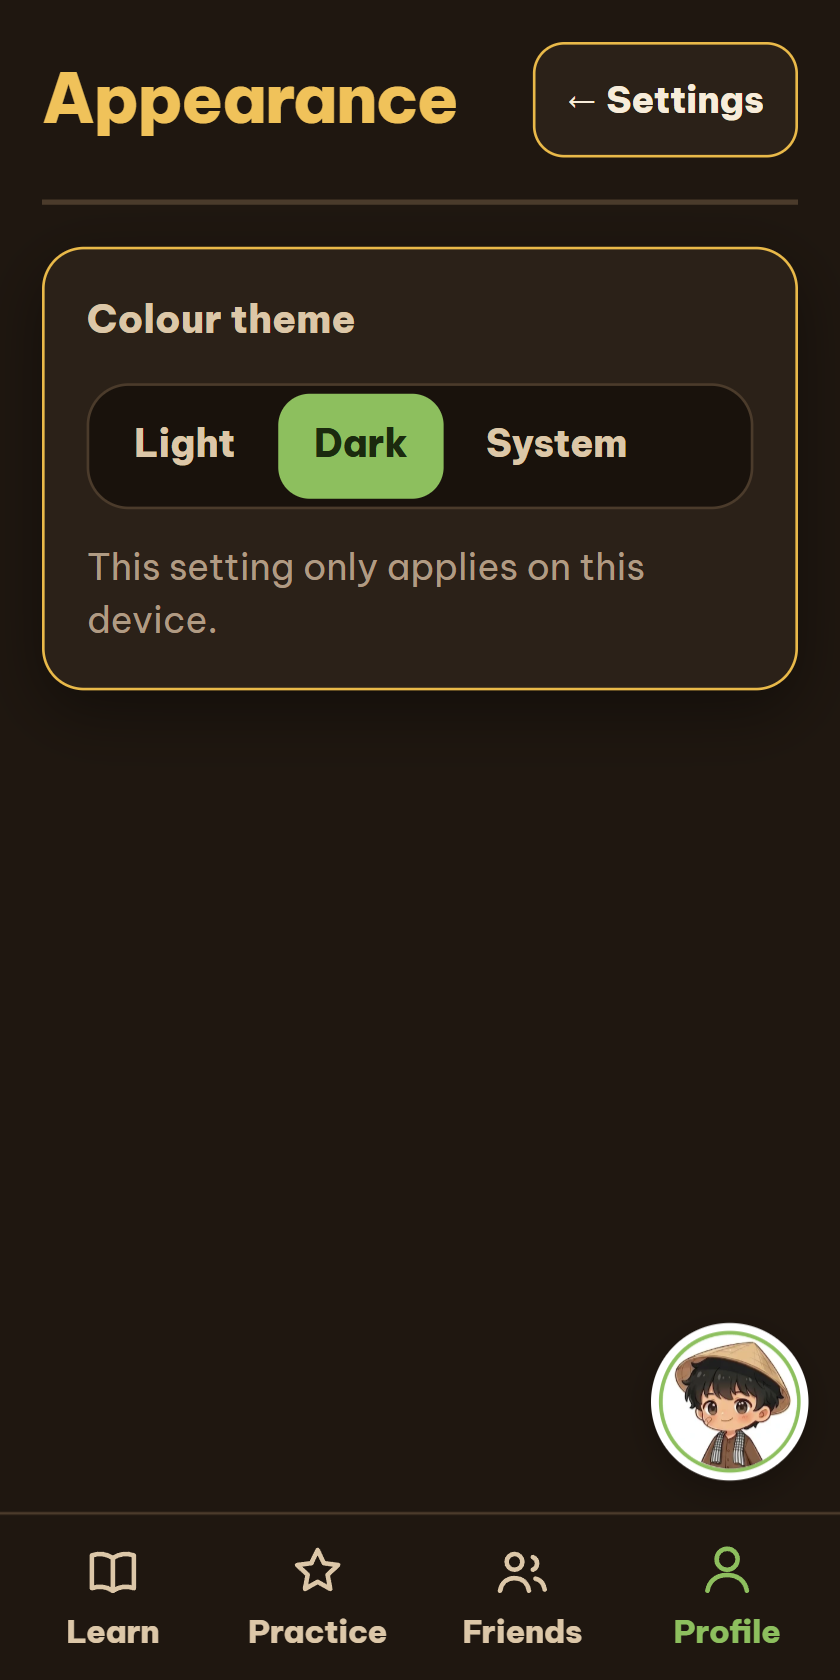 Appearance
← Settings
Colour theme
Light Dark System
This setting only applies on this
device.
Learn Practice Friends Profile